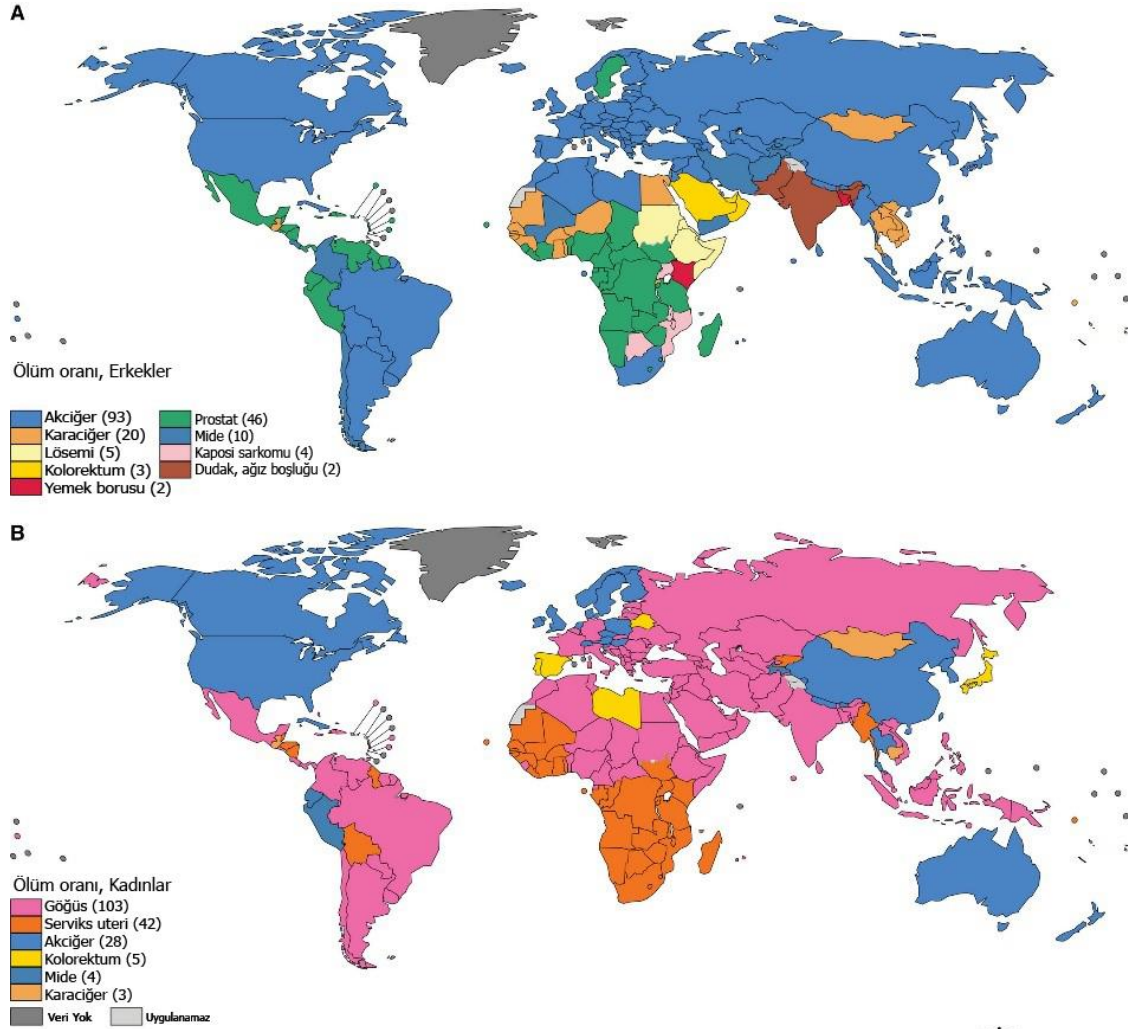 A
Ölüm oranı, Erkekler
Akciğer (93)
Karaciğer (20)
Lösemi (5)
Kolorektum (3)
Yemek borusu (2)
Prostat (46)
Mide (10)
Kaposi sarkomu (4)
Dudak, ağız boşluğu (2)
B
Ölüm oranı, Kadınlar
Göğüs (103)
Serviks uteri (42)
Akciğer (28)
Kolorektum (5)
Mide (4)
Karaciğer (3)
Veri Yok
Uygulanamaz